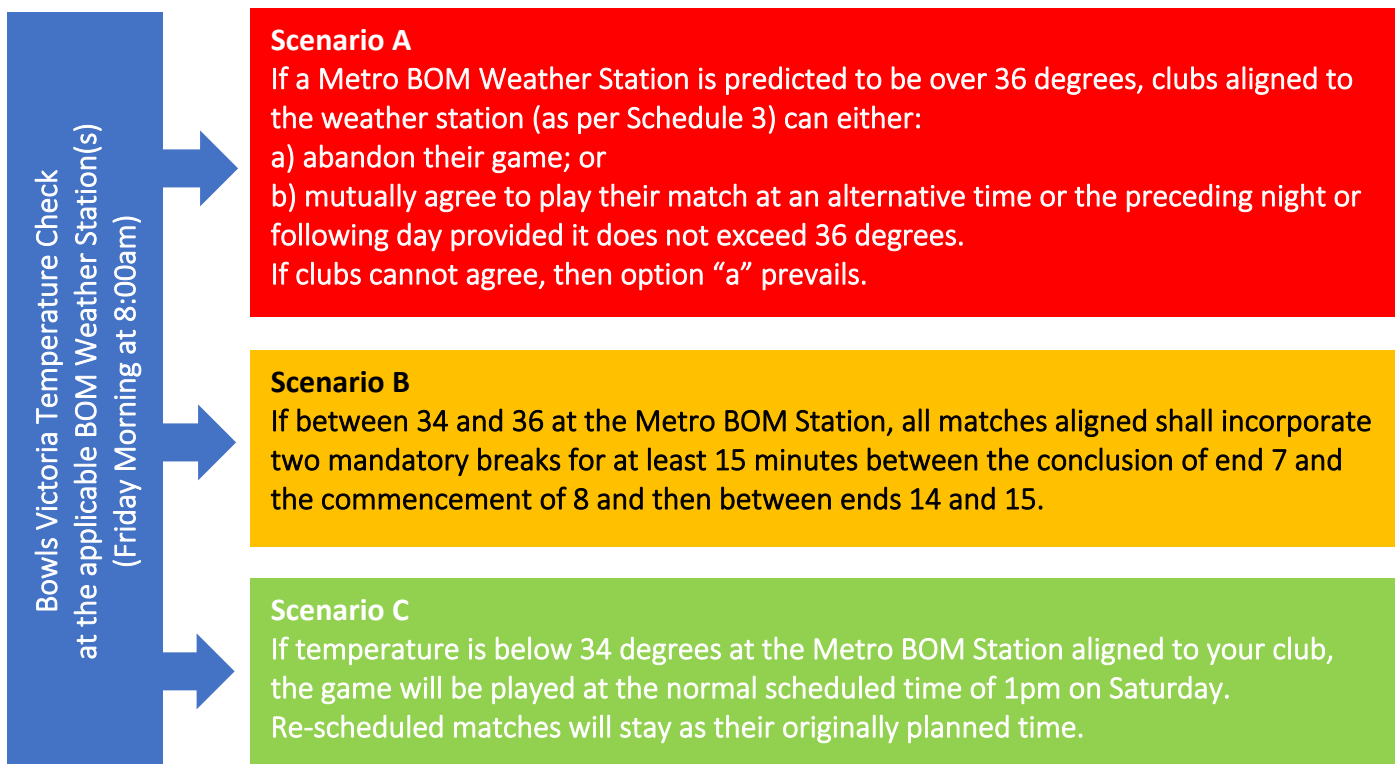 Bowls Victoria Temperature Check
at the applicable BOM Weather Station(s)
(Friday Morning at 8:00am)
Scenario A
If a Metro BOM Weather Station is predicted to be over 36 degrees, clubs aligned to
the weather station (as per Schedule 3) can either:
a) abandon their game; or
b) mutually agree to play their match at an alternative time or the preceding night or
following day provided it does not exceed 36 degrees.
If clubs cannot agree, then option “a” prevails.
Scenario B
If between 34 and 36 at the Metro BOM Station, all matches aligned shall incorporate
two mandatory breaks for at least 15 minutes between the conclusion of end 7 and
the commencement of 8 and then between ends 14 and 15.
Scenario C
If temperature is below 34 degrees at the Metro BOM Station aligned to your club,
the game will be played at the normal scheduled time of 1pm on Saturday.
Re-scheduled matches will stay as their originally planned time.